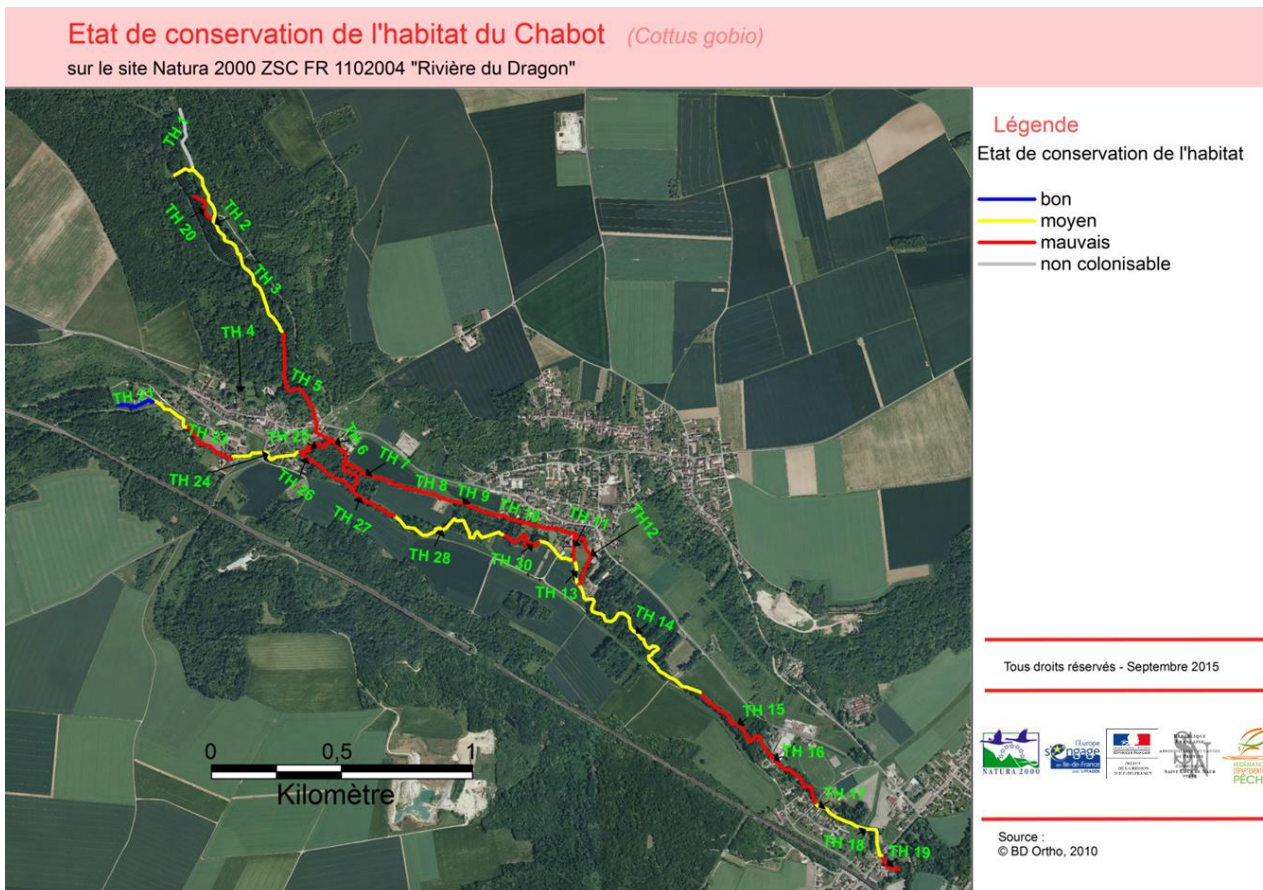 Etat de conservation de l'habitat du Chabot (Cottus gobio)
sur le site Natura 2000 ZSC FR 1102004 "Rivière du Dragon"
TH 1
TH 2
TH 20
TH 3
TH 4
TH 5
TH 21
TH 23
TH 25
TH 6
TH 7
TH 24
TH 26
TH 8
TH 9
TH 27
TH 10
TH 11
TH12
TH 28
TH 30
TH 13
TH 14
TH 15
TH 16
TH 17
TH 18
TH 19
0 0,5 1
Kilomètre
Légende
Etat de conservation de l'habitat
bon
moyen
mauvais
non colonisable
Tous droits réservés - Septembre 2015
NATURA 2000
l'Europe
s'engage
PÊCHE
Source :
© BD Ortho, 2010